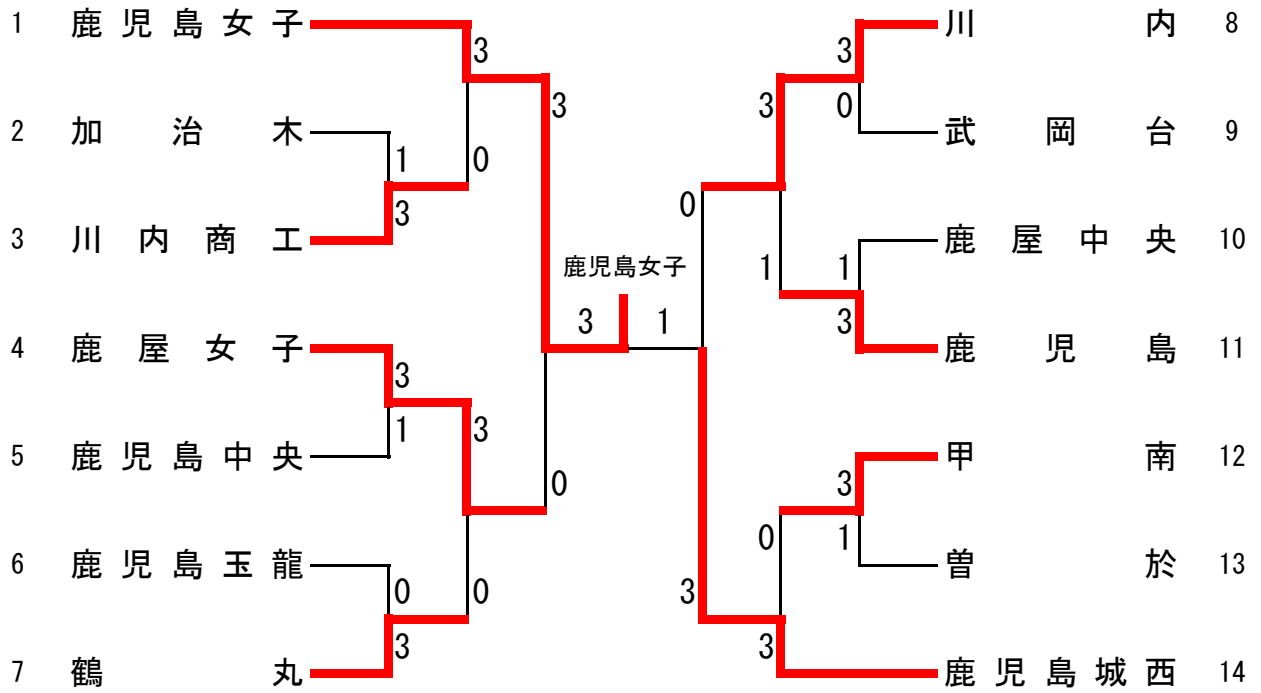 1 鹿児島女子
3
2 加治木
1
0
3 川内商工
3
3
4 鹿屋女子
3
5 鹿児島中央
1
3
0
6 鹿児島玉龍
0
0
7 鶴丸
3
鹿児島女子
3 1
川内 8
3
0
武岡台 9
3
0
鹿屋中央 10
1
1
鹿児島 11
3
甲南 12
3
1
曽於 13
0
3
鹿児島城西 14
3